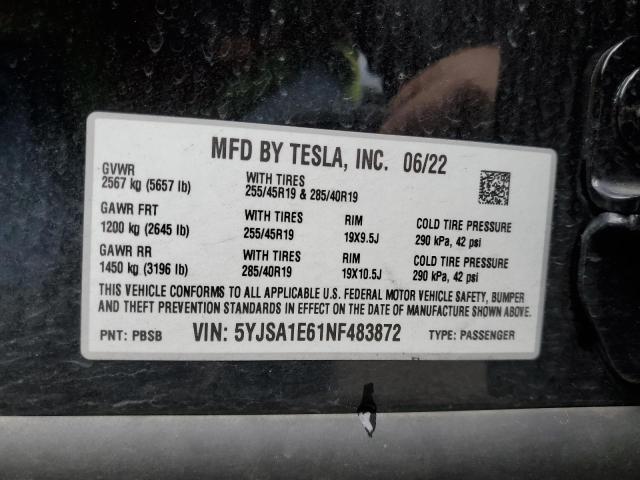 MFD BY TESLA, INC. 06/22
GVWR
2567 kg (5657 lb)
WITH TIRES
255/45R19 & 285/40R19
GAWR FRT
1200 kg (2645 lb)
WITH TIRES
255/45R19
RIM
19X9.5J
COLD TIRE PRESSURE
290 kPa, 42 psi
GAWR RR
1450 kg (3196 lb)
WITH TIRES
285/40R19
RIM
19X10.5J
COLD TIRE PRESSURE
290 kPa, 42 psi
THIS VEHICLE CONFORMS TO ALL APPLICABLE U.S. FEDERAL MOTOR VEHICLE SAFETY, BUMPER
AND THEFT PREVENTION STANDARDS IN EFFECT ON THE DATE OF MANUFACTURE SHOWN ABOVE.
PNT: PBSB VIN: 5YJSA1E61NF483872 TYPE: PASSENGER